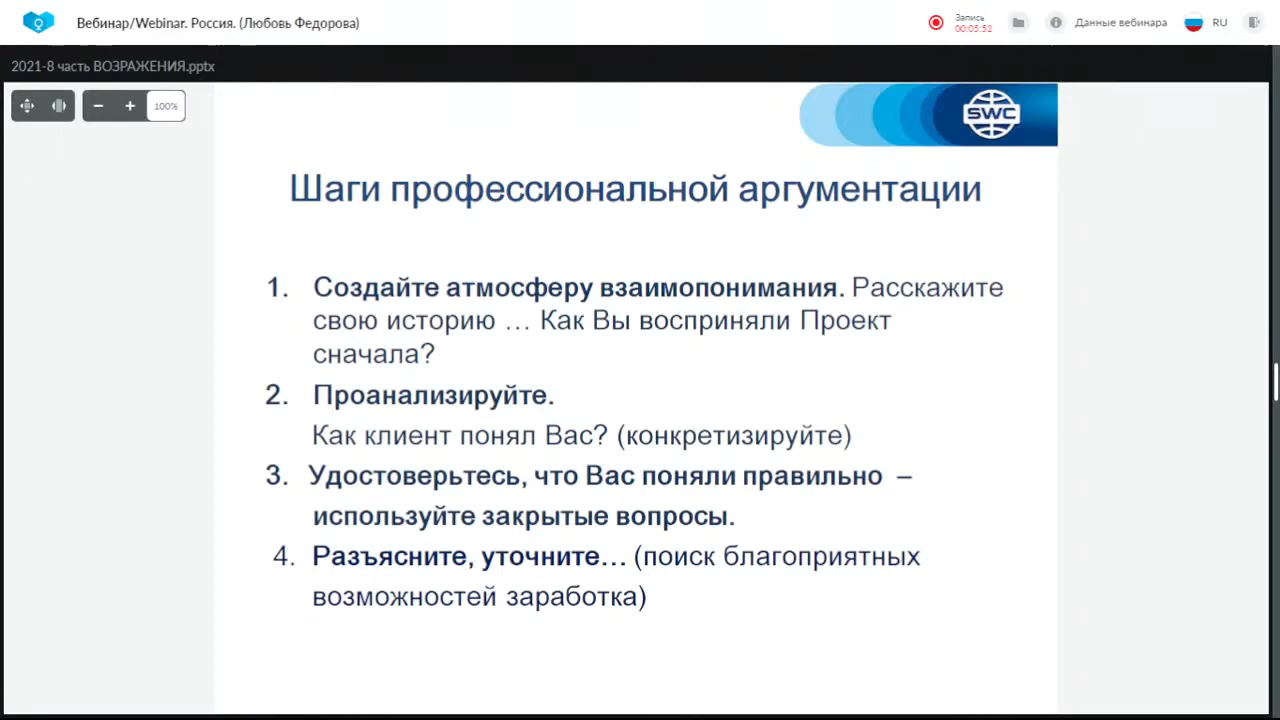 Вебинар/Webinar. Россия. (Любовь Федорова)
Запись
00:05:52
Данные вебинара
RU
2021-8 часть ВОЗРАЖЕНИЯ.pptx
100%
SWC
Шаги профессиональной аргументации
1. Создайте атмосферу взаимопонимания. Расскажите
свою историю … Как Вы восприняли Проект
сначала?
2. Проанализируйте.
Как клиент понял Вас? (конкретизируйте)
3. Удостоверьтесь, что Вас поняли правильно –
используйте закрытые вопросы.
4. Разъясните, уточните… (поиск благоприятных
возможностей заработка)